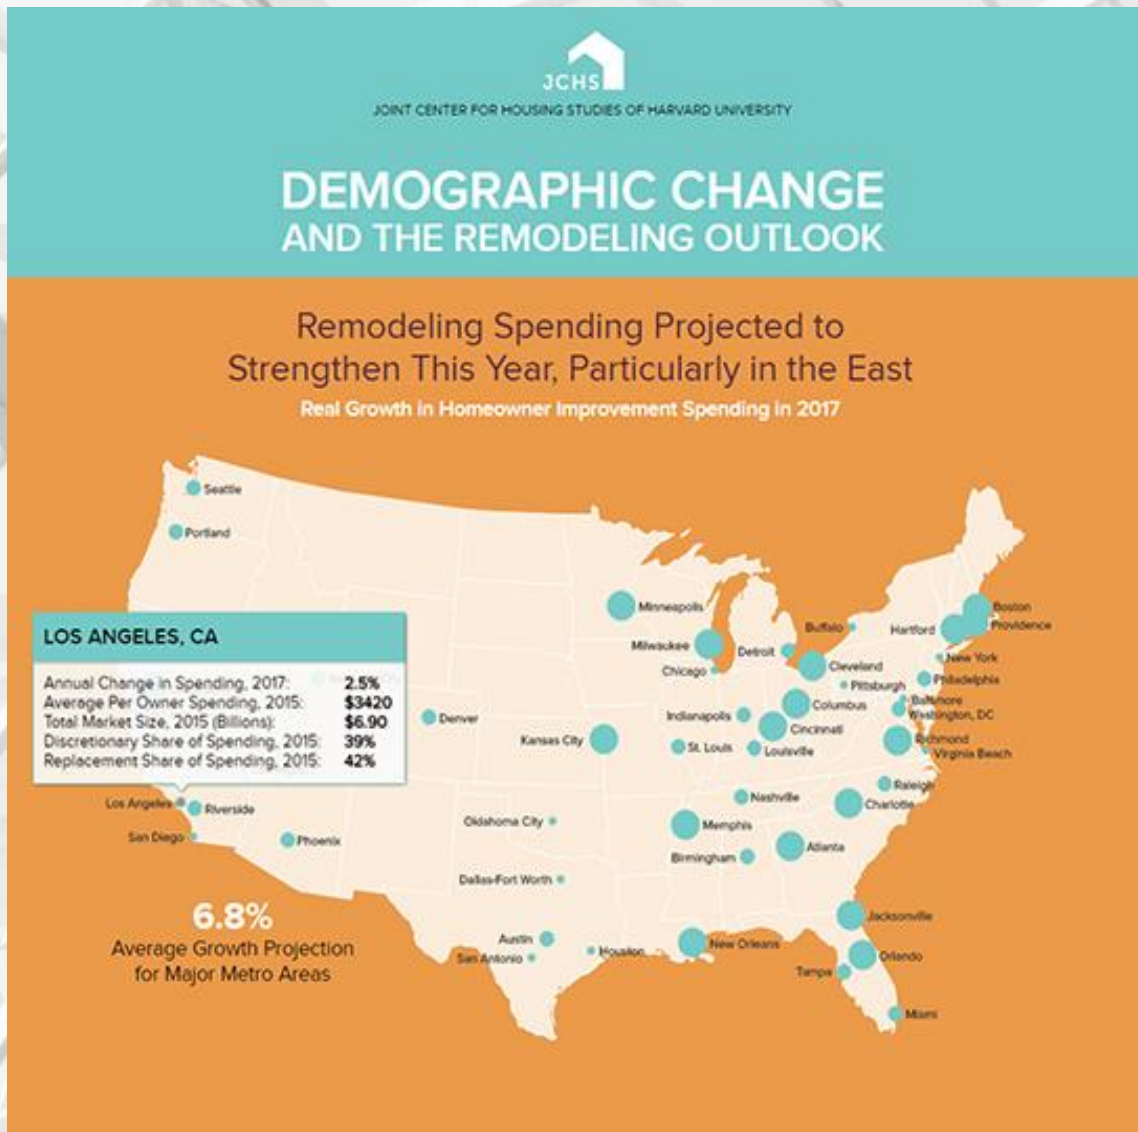 JCHS
JOINT CENTER FOR HOUSING STUDIES OF HARVARD UNIVERSITY
DEMOGRAPHIC CHANGE
AND THE REMODELING OUTLOOK
Remodeling Spending Projected to
Strengthen This Year, Particularly in the East
Real Growth in Homeowner Improvement Spending in 2017
Seattle
Portland
LOS ANGELES, CA
Annual Change in Spending, 2017: 2.5%
Average Per Owner Spending, 2015: $3420
Total Market Size, 2015 (Billions): $6.90
Discretionary Share of Spending, 2015: 39%
Replacement Share of Spending, 2015: 42%
Minneapolis
Milwaukee
Chicago
Detroit
Buffalo
Hartford
Boston
Providence
New York
Cleveland
Pittsburgh
Philadelphia
Baltimore
Washington, DC
Columbus
Indianapolis
Cincinnati
Denver
Kansas City
St. Louis
Louisville
Richmond
Virginia Beach
Raleigh
Nashville
Charlotte
Los Angeles
Riverside
San Diego
Phoenix
Oklahoma City
Memphis
Birmingham
Atlanta
Dallas-Fort Worth
Austin
San Antonio
Houston
New Orleans
Jacksonville
Orlando
Tampa
Miami
6.8%
Average Growth Projection
for Major Metro Areas